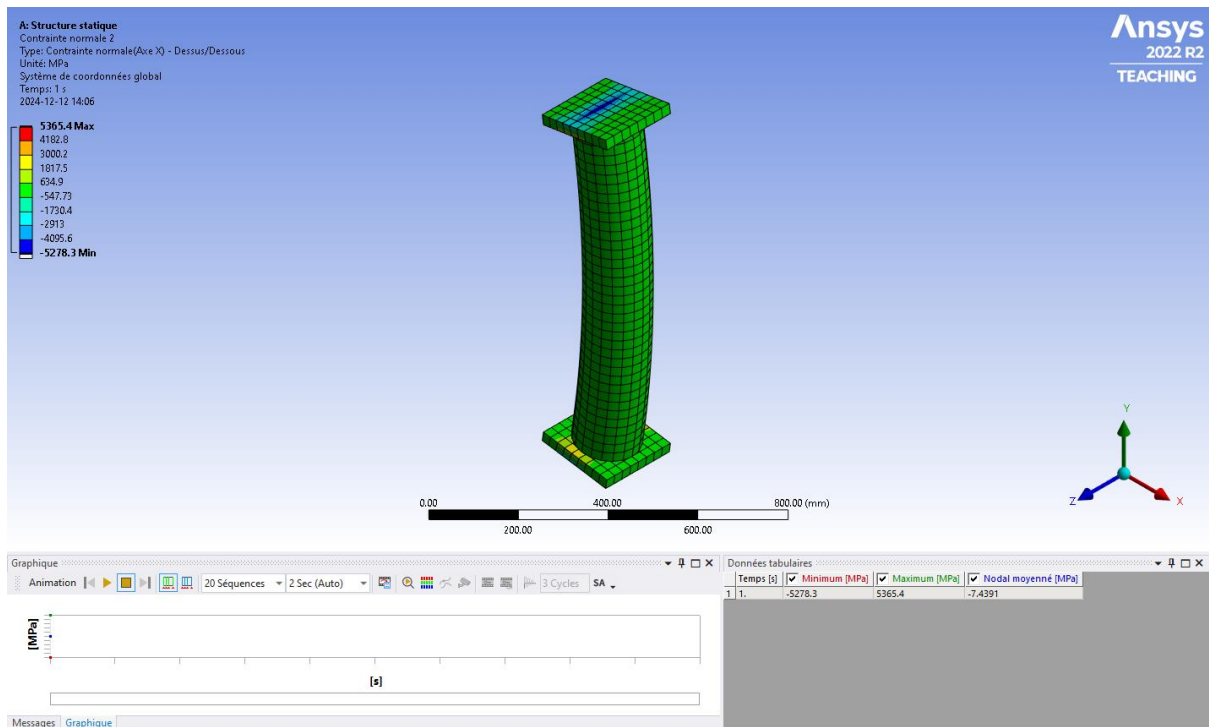 A: Structure statique
Contrainte normale 2
Type: Contrainte normale(Axe X) - Dessus/Dessous
Unité: MPa
Système de coordonnées global
Temps: 1 s
2024-12-12 14:06
5365.4 Max
4182.8
3000.2
1817.5
634.9
-547.73
-1730.4
-2913
-4095.6
-5278.3 Min
Ansys
2022 R2
TEACHING
Y
Z
X
0.00 400.00 800.00 (mm)
200.00 600.00
Graphique
Animation 20 Séquences 2 Sec (Auto) 3 Cycles SA
[MPa]
[s]
Messages Graphique
Données tabulaires
Temps [s] Minimum [MPa] Maximum [MPa] Nodal moyenné [MPa]
1 1. -5278.3 5365.4 -7.4391